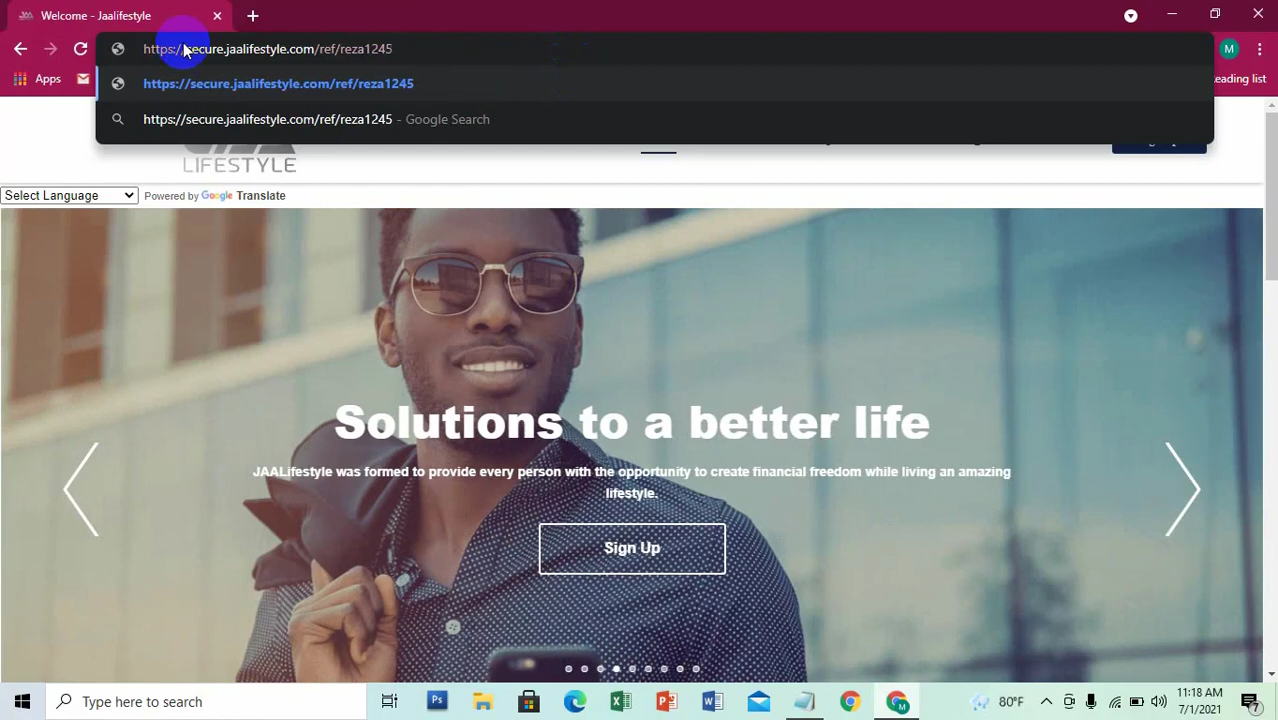 Welcome - Jaalifestyle
https://secure.jaalifestyle.com/ref/reza1245
M
https://secure.jaalifestyle.com/ref/reza1245
Apps
eading list
https://secure.jaalifestyle.com/ref/reza1245 - Google Search
LIFESTYLE
Select Language
Powered by Google Translate
Solutions to a better life
JAALifestyle was formed to provide every person with the opportunity to create financial freedom while living an amazing
lifestyle.
Sign Up
Type here to search
Ps
80°F
11:18 AM
7/1/2021
7